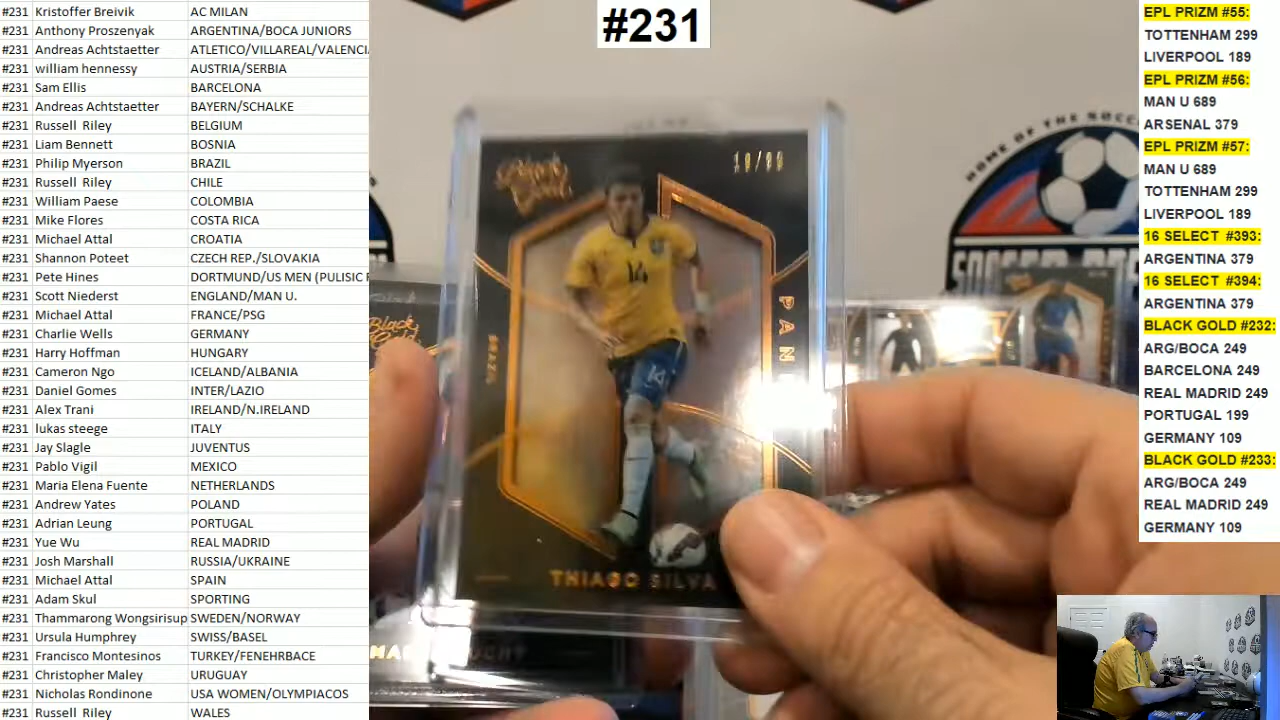 #231 Kristoffer Breivik AC MILAN
#231 Anthony Proszenyak ARGENTINA/BOCA JUNIORS
#231 Andreas Achtstaetter ATLETICO/VILLAREAL/VALENCI
#231 william hennessy AUSTRIA/SERBIA
#231 Sam Ellis BARCELONA
#231 Andreas Achtstaetter BAYERN/SCHALKE
#231 Russell Riley BELGIUM
#231 Liam Bennett BOSNIA
#231 Philip Myerson BRAZIL
#231 Russell Riley CHILE
#231 William Paese COLOMBIA
#231 Mike Flores COSTA RICA
#231 Michael Attal CROATIA
#231 Shannon Poteet CZECH REP./SLOVAKIA
#231 Pete Hines DORTMUND/US MEN (PULISIC
#231 Scott Niederst ENGLAND/MAN U.
#231 Michael Attal FRANCE/PSG
#231 Charlie Wells GERMANY
#231 Harry Hoffman HUNGARY
#231 Cameron Ngo ICELAND/ALBANIA
#231 Daniel Gomes INTER/LAZIO
#231 Alex Trani IRELAND/N.IRELAND
#231 lukas steege ITALY
#231 Jay Slagle JUVENTUS
#231 Pablo Vigil MEXICO
#231 Maria Elena Fuente NETHERLANDS
#231 Andrew Yates POLAND
#231 Adrian Leung PORTUGAL
#231 Yue Wu REAL MADRID
#231 Josh Marshall RUSSIA/UKRAINE
#231 Michael Attal SPAIN
#231 Adam Skul SPORTING
#231 Thammarong Wongsirisup SWEDEN/NORWAY
#231 Ursula Humphrey SWISS/BASEL
#231 Francisco Montesinos TURKEY/FENEHRBACE
#231 Christopher Maley URUGUAY
#231 Nicholas Rondinone USA WOMEN/OLYMPIACOS
#231 Russell Riley WALES
#231
Black Gold
14
14
BRAZIL
PAN
THIAGO SILVA
Black Gold
HOME OF THE SOCCE
EPL PRIZM #55:
TOTTENHAM 299
LIVERPOOL 189
EPL PRIZM #56:
MAN U 689
ARSENAL 379
EPL PRIZM #57:
MAN U 689
TOTTENHAM 299
LIVERPOOL 189
16 SELECT #393:
ARGENTINA 379
16 SELECT #394:
ARGENTINA 379
BLACK GOLD #232:
ARG/BOCA 249
BARCELONA 249
REAL MADRID 249
PORTUGAL 199
GERMANY 109
BLACK GOLD #233:
ARG/BOCA 249
REAL MADRID 249
GERMANY 109